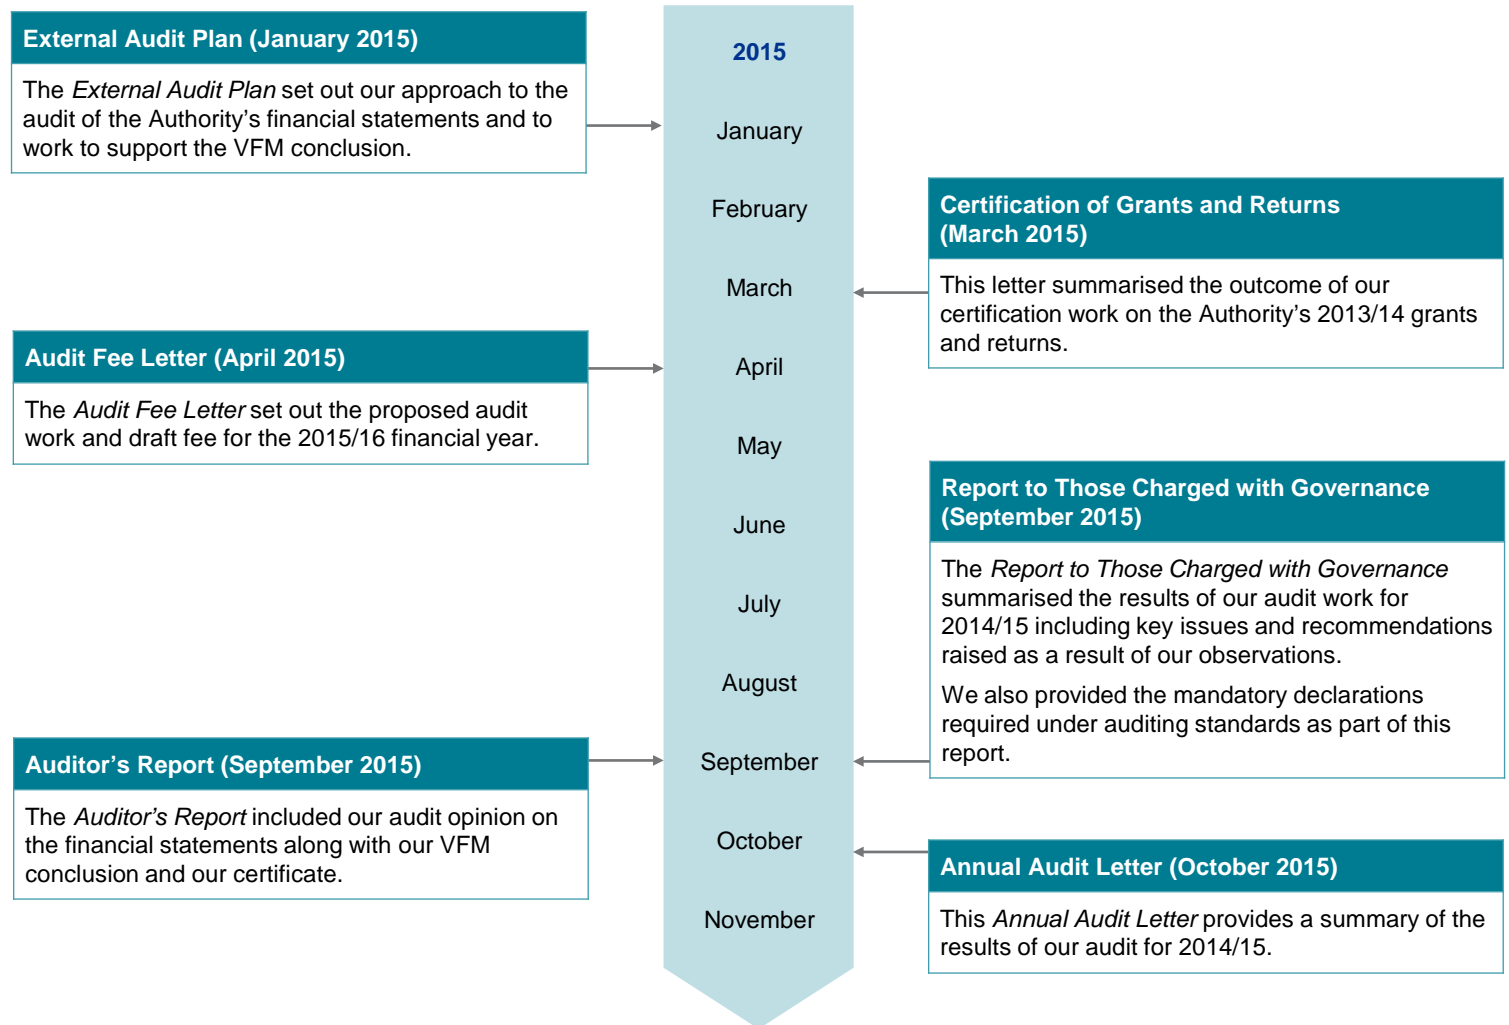 External Audit Plan (January 2015)
The External Audit Plan set out our approach to the
audit of the Authority’s financial statements and to
work to support the VFM conclusion.
Audit Fee Letter (April 2015)
The Audit Fee Letter set out the proposed audit
work and draft fee for the 2015/16 financial year.
Auditor’s Report (September 2015)
The Auditor’s Report included our audit opinion on
the financial statements along with our VFM
conclusion and our certificate.
2015
January
February
March
April
May
June
July
August
September
October
November
Certification of Grants and Returns
(March 2015)
This letter summarised the outcome of our
certification work on the Authority’s 2013/14 grants
and returns.
Report to Those Charged with Governance
(September 2015)
The Report to Those Charged with Governance
summarised the results of our audit work for
2014/15 including key issues and recommendations
raised as a result of our observations.
We also provided the mandatory declarations
required under auditing standards as part of this
report.
Annual Audit Letter (October 2015)
This Annual Audit Letter provides a summary of the
results of our audit for 2014/15.